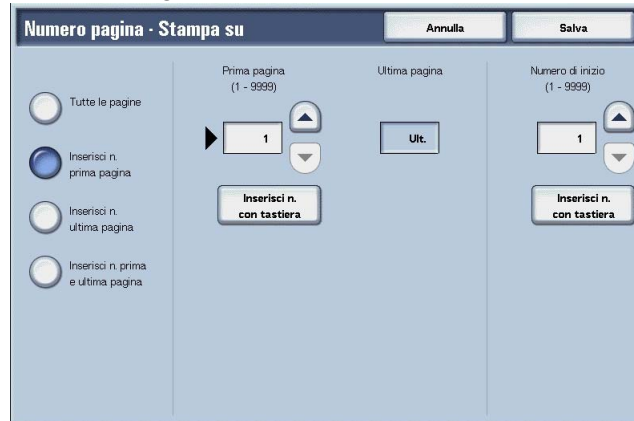 Numero pagina - Stampa su
Annulla
Salva
Tutte le pagine
Inserisci n.
prima pagina
Inserisci n.
ultima pagina
Inserisci n. prima
e ultima pagina
Prima pagina
(1 - 9999)
1
Inserisci n.
con tastiera
Ultima pagina
Ult.
Numero di inizio
(1 - 9999)
1
Inserisci n.
con tastiera